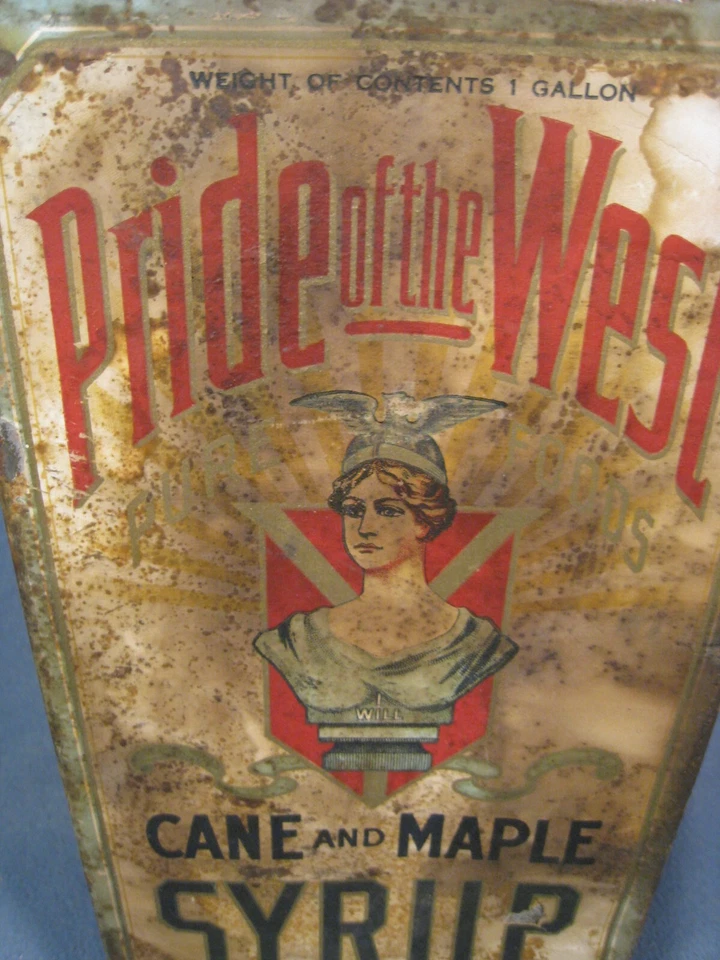 WEIGHT OF CONTENTS 1 GALLON
Pride of the West
PURE FOODS
I
WILL
CANE AND MAPLE
SYRUP